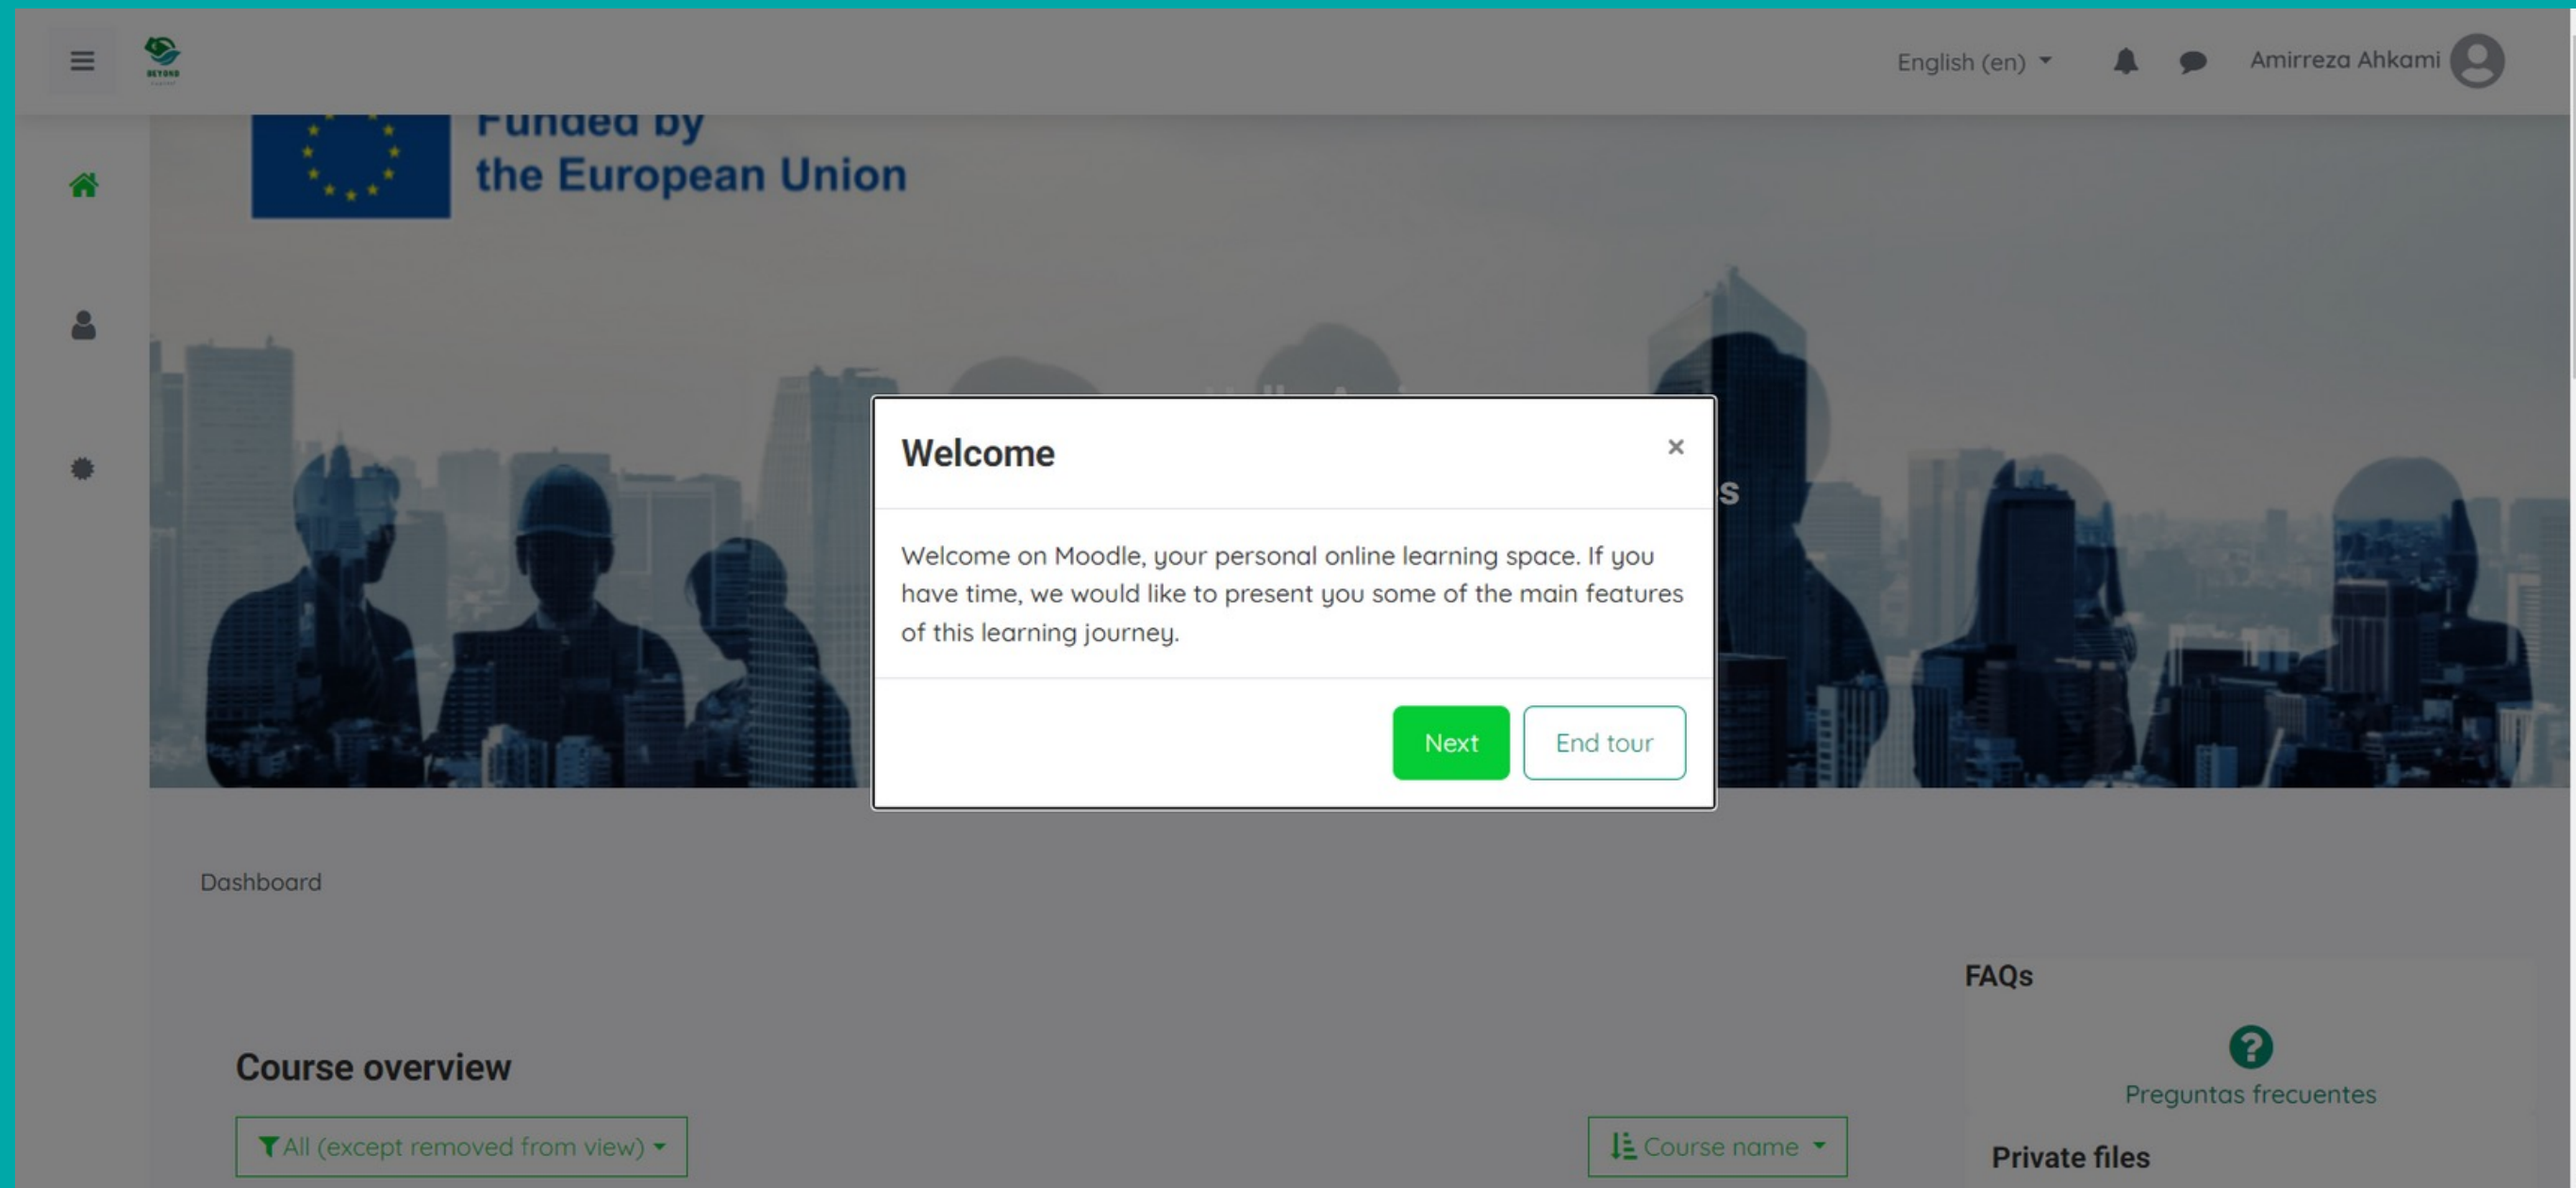 BEYOND
English (en)
Amirreza Ahkami
Funded by
the European Union
s
Welcome
×
Welcome on Moodle, your personal online learning space. If you
have time, we would like to present you some of the main features
of this learning journey.
Next
End tour
Dashboard
FAQs
Preguntas frecuentes
Course overview
All (except removed from view)
Course name
Private files